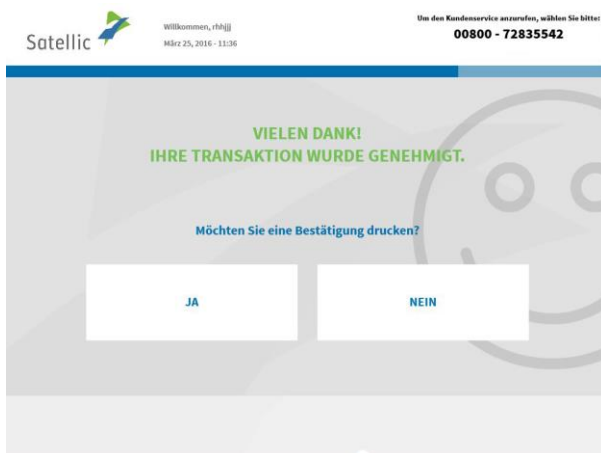 Satellic
Willkommen, rhhjjj
März 25, 2016 - 11:36
Um den Kundenservice anzurufen, wählen Sie bitte:
00800 - 72835542
VIELEN DANK!
IHRE TRANSAKTION WURDE GENEHMIGT.
Möchten Sie eine Bestätigung drucken?
JA
NEIN